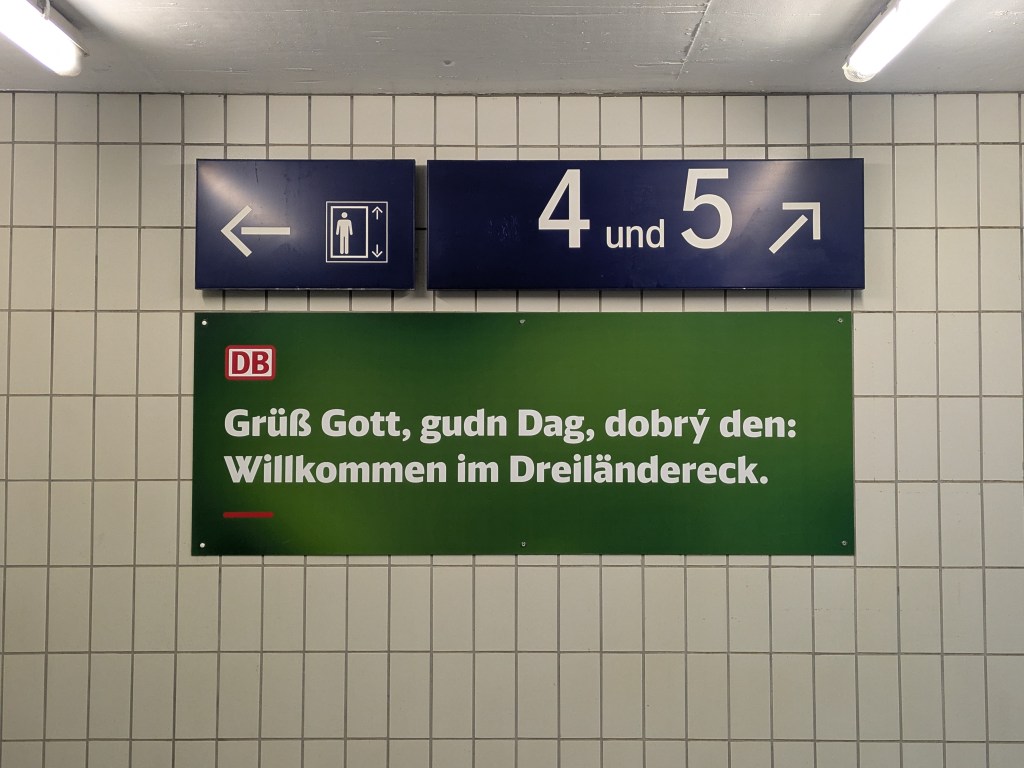 4 und 5
DB
Grüß Gott, gudn Dag, dobrý den:
Willkommen im Dreiländereck.